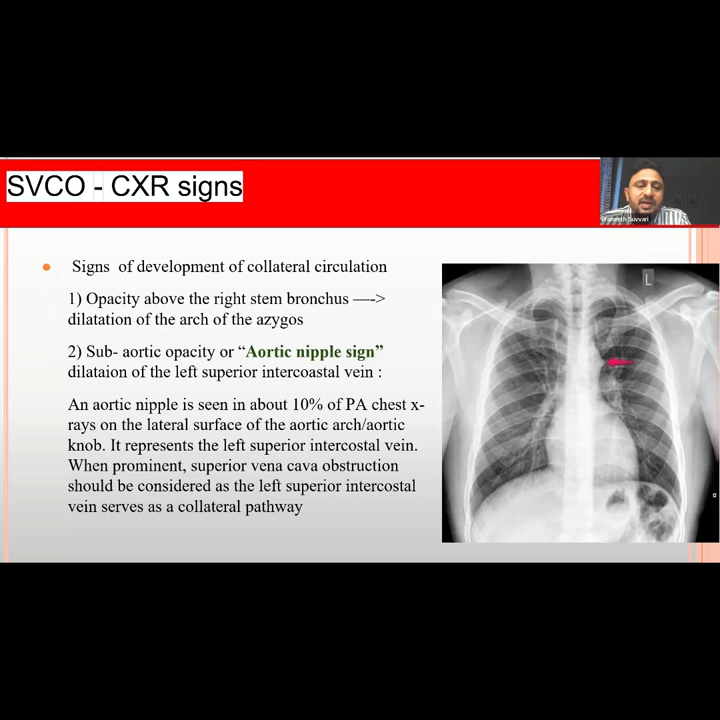 SVCO - CXR signs
Praneeth Suvvari
Signs of development of collateral circulation
1) Opacity above the right stem bronchus —->
dilatation of the arch of the azygos
2) Sub- aortic opacity or “Aortic nipple sign”
dilataion of the left superior intercoastal vein :
An aortic nipple is seen in about 10% of PA chest x-
rays on the lateral surface of the aortic arch/aortic
knob. It represents the left superior intercostal vein.
When prominent, superior vena cava obstruction
should be considered as the left superior intercostal
vein serves as a collateral pathway
L